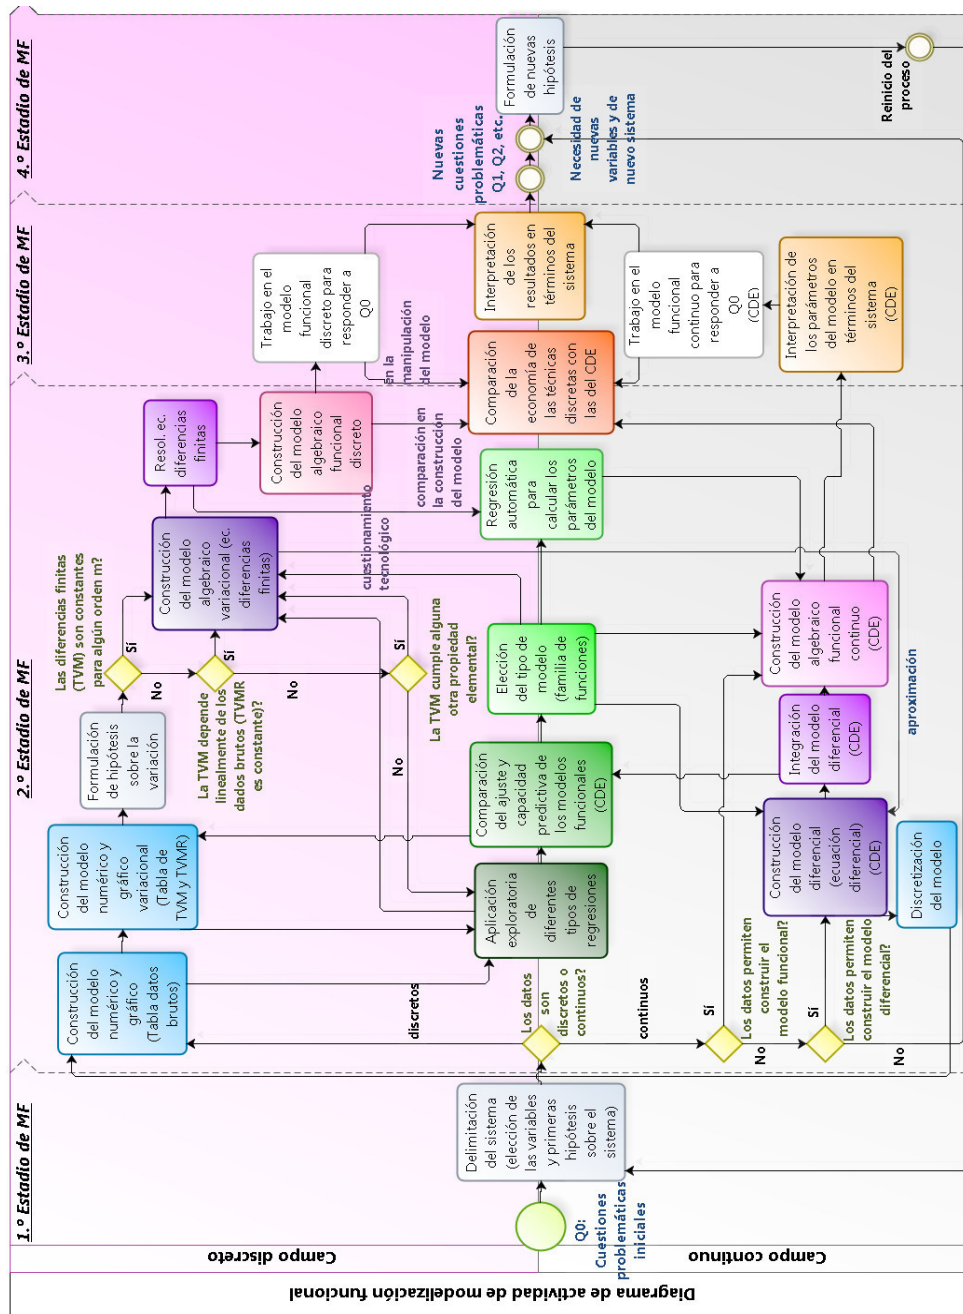 Diagrama de actividad de modelización funcional
Campo discreto
Campo continuo
1.º Estadio de MF
2.º Estadio de MF
3.º Estadio de MF
4.º Estadio de MF
Q0:
Cuestiones
problemáticas
iniciales
Delimitación
del sistema
(elección de
las variables
y primeras
hipótesis
sobre el
sistema)
Los datos
son
discretos o
continuos?
discretos
continuos
Construcción
del modelo
numérico y
gráfico
(Tabla datos
brutos)
Construcción
del modelo
numérico y
gráfico
variacional
(Tabla de
TVM y TVMR)
Formulación
de hipótesis
sobre la
variación
Las diferencias finitas
(TVM) son constantes
para algún orden m?
Sí
No
La TVM depende
linealmente de los
dados brutos (TVMR)
es constante)?
Sí
No
Sí
No
La TVM cumple alguna
otra propiedad
elemental?
Construcción
del modelo
algebraico
variacional (ec.
diferencias
finitas)
Resol. ec.
diferencias
finitas
Construcción
del modelo
algebraico
funcional
discreto
cuestionamiento
tecnológico
comparación en
la construcción
del modelo
en la
manipulación
del modelo
Aplicación
exploratoria
de
diferentes
tipos de
regresiones
Comparación
del ajuste y
capacidad
predictiva de
los modelos
funcionales
(CDE)
Elección
del tipo de
modelo
(familia de
funciones)
Regresión
automática
para
calcular los
parámetros
del modelo
Comparación
de la
economía de
las técnicas
discretas con
las del CDE
Los datos permiten
construir el
modelo funcional?
Sí
No
Los datos permiten
construir el modelo
diferencial?
Sí
No
Construcción
del modelo
diferencial
(ecuación
diferencial)
(CDE)
Discretización
del modelo
Integración
del modelo
diferencial
(CDE)
Construcción
del modelo
algebraico
funcional
continuo
(CDE)
aproximación
Trabajo en el
modelo
funcional
discreto para
responder a
Q0
Interpretación
de los
resultados en
términos del
sistema
Trabajo en el
modelo
funcional
continuo para
responder a
Q0
(CDE)
Interpretación de
los parámetros
del modelo en
términos del
sistema
(CDE)
Nuevas
cuestiones
problemáticas
Q1, Q2, etc.
Necesidad de
nuevas
variables y de
nuevo sistema
Formulación
de nuevas
hipótesis
Reinicio del
proceso